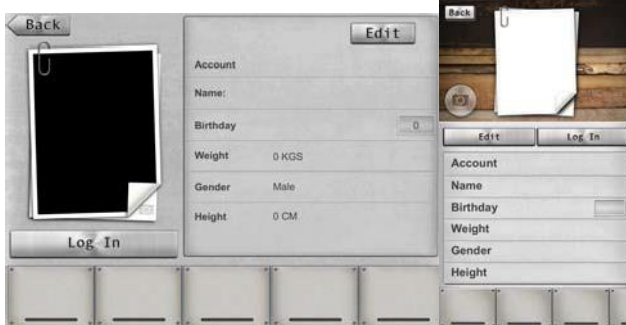 Back
Edit
Account
Name:
Birthday 0
Weight 0 KGS
Gender Male
Height 0 CM
Log In
Back
Edit Log In
Account
Name
Birthday
Weight
Gender
Height